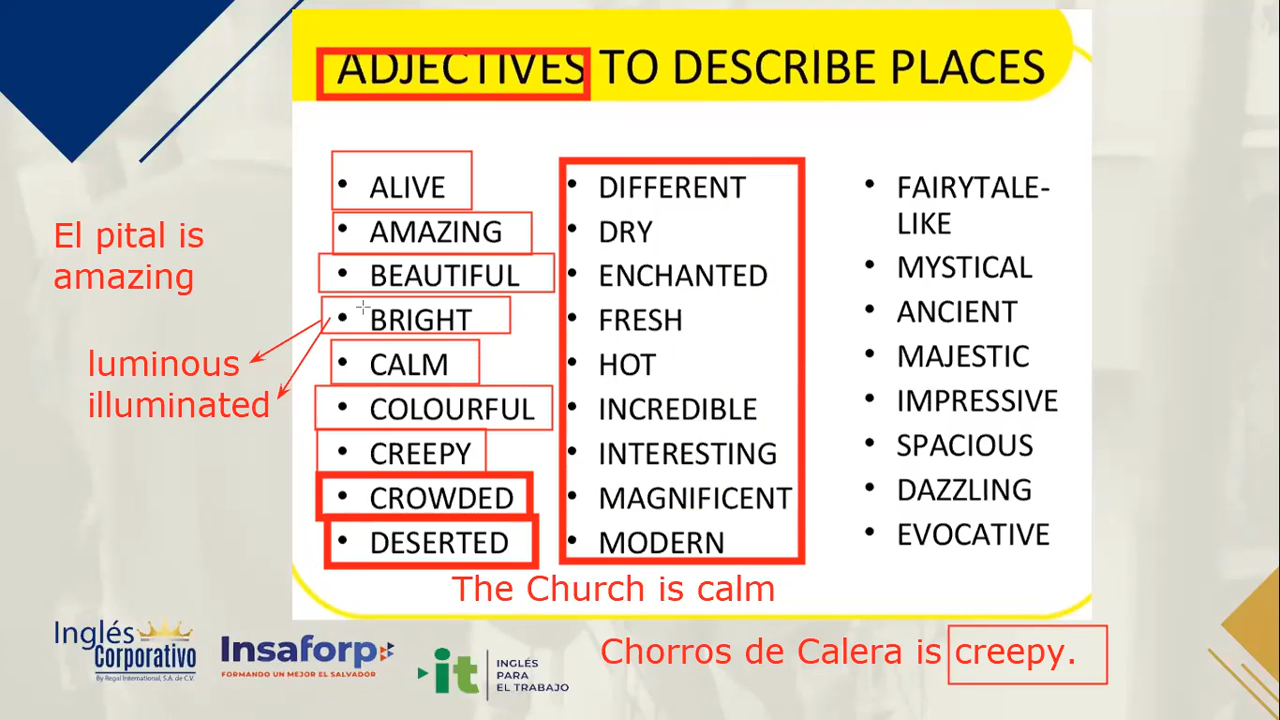 ADJECTIVES TO DESCRIBE PLACES
• ALIVE
• AMAZING
• BEAUTIFUL
• BRIGHT
• CALM
• COLOURFUL
• CREEPY
• CROWDED
• DESERTED
• DIFFERENT
• DRY
• ENCHANTED
• FRESH
• HOT
• INCREDIBLE
• INTERESTING
• MAGNIFICENT
• MODERN
• FAIRYTALE-
LIKE
• MYSTICAL
• ANCIENT
• MAJESTIC
• IMPRESSIVE
• SPACIOUS
• DAZZLING
• EVOCATIVE
El pital is
amazing
luminous
illuminated
The Church is calm
Chorros de Calera is creepy.
Inglés
Corporativo
By Regal International, S.A. de C.V.
Insaforp
FORMANDO UN MEJOR EL SALVADOR
it
INGLÉS
PARA
EL TRABAJO